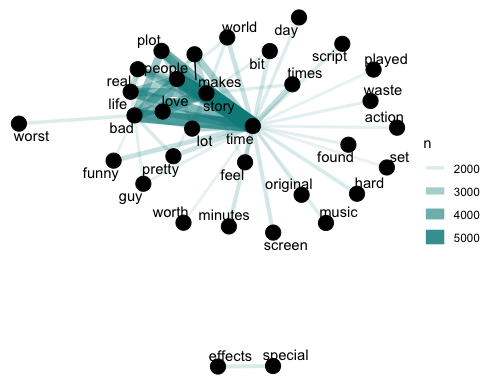 day
world
plot
script
bit
people
played
times
real
makes
waste
life
love
story
action
bad
time
worst
lot
n
found
set
funny
pretty
feel
2000
guy
original
hard
3000
worth
minutes
music
4000
screen
5000
effects
special